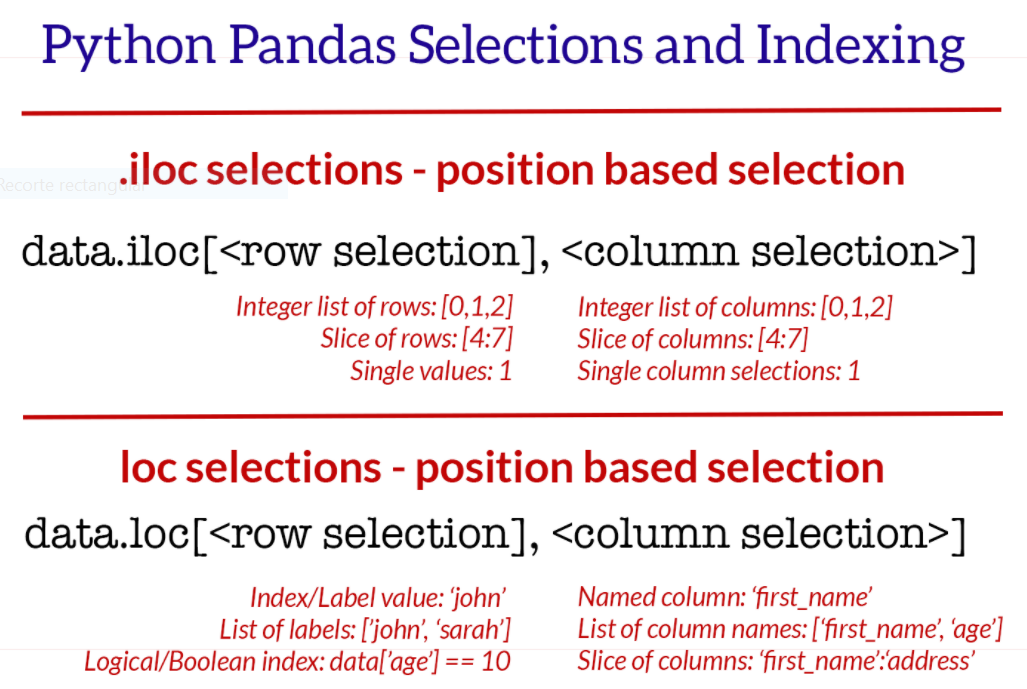 Python Pandas Selections and Indexing
.iloc selections - position based selection
Recorte rectangular
data.iloc[<row selection], <column selection>]
Integer list of rows: [0,1,2]
Integer list of columns: [0,1,2]
Slice of rows: [4:7]
Slice of columns: [4:7]
Single values: 1
Single column selections: 1
loc selections - position based selection
data.loc[<row selection], <column selection>]
Index/Label value: ‘john’
Named column: ‘first_name’
List of labels: [’john’, ‘sarah’]
List of column names: [‘first_name’, ‘age’]
Logical/Boolean index: data[’age’] == 10
Slice of columns: ‘first_name’:‘address’